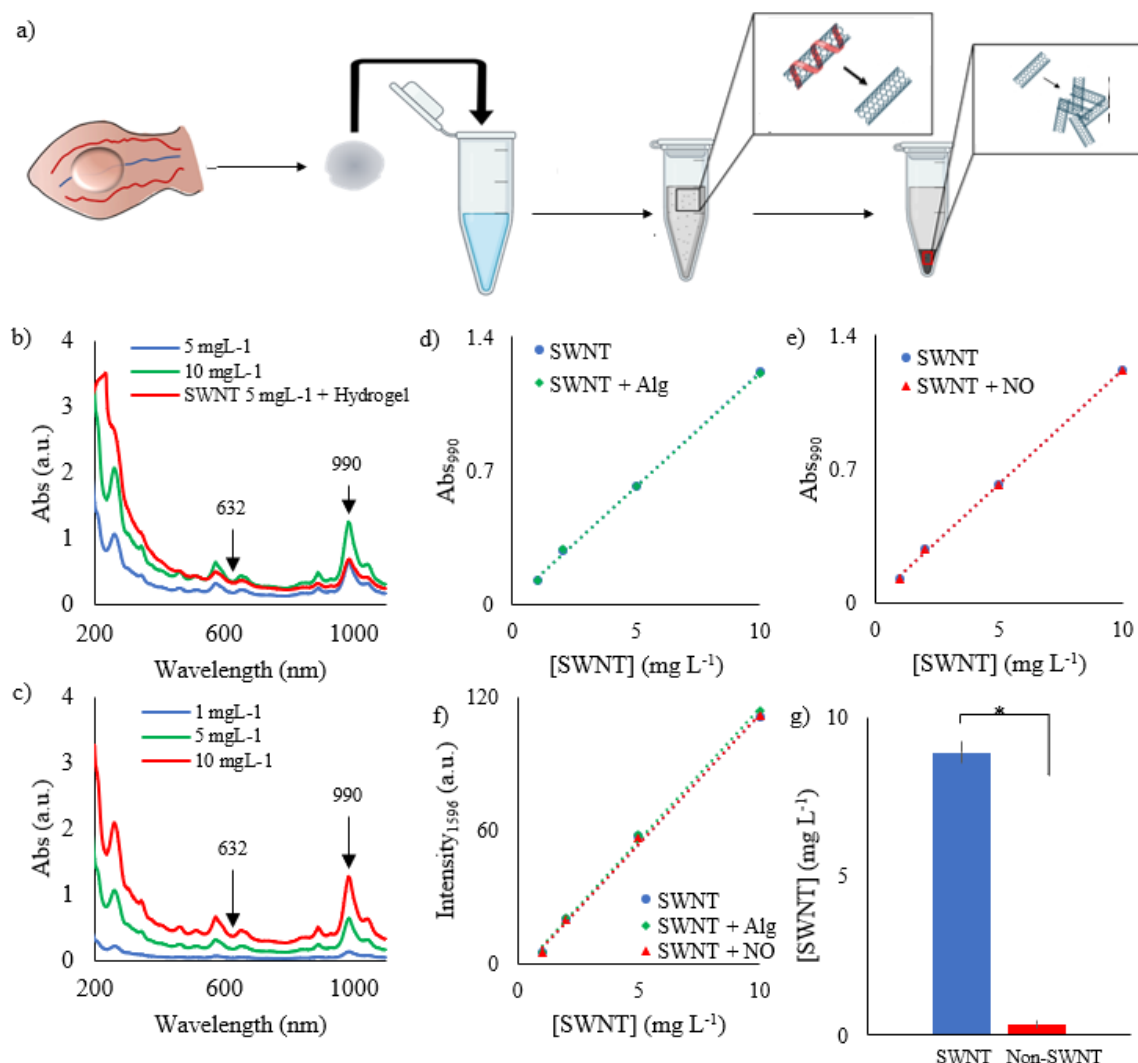 a)
b)
4
3
2
1
0
Abs (a.u.)
5 mgL-1
10 mgL-1
SWNT 5 mgL-1 + Hydrogel
632
990
200
600
1000
Wavelength (nm)
d)
1.4
0.7
0
Abs₉₉₀
SWNT
SWNT + Alg
0
5
10
[SWNT] (mg L⁻¹)
e)
1.4
0.7
0
Abs₉₉₀
SWNT
SWNT + NO
0
5
10
[SWNT] (mg L⁻¹)
c)
4
3
2
1
0
Abs (a.u.)
1 mgL-1
5 mgL-1
10 mgL-1
632
990
200
600
1000
Wavelength (nm)
f)
120
60
0
Intensity₁₅₉₆ (a.u.)
SWNT
SWNT + Alg
SWNT + NO
0
5
10
[SWNT] (mg L⁻¹)
g)
10
5
0
[SWNT] (mg L⁻¹)
*
SWNT
Non-SWNT